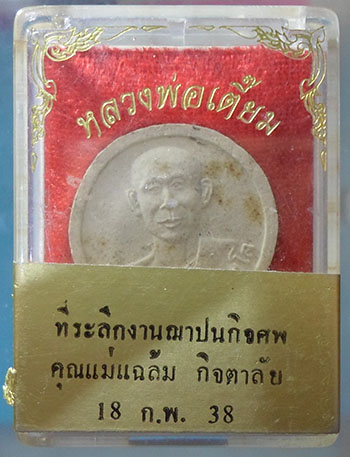 หลวงพ่อเตี้ยม
ที่ระลึกงานฌาปนกิจศพ
คุณแม่แฉล้ม กิจตาลัย
18 ก.พ. 38